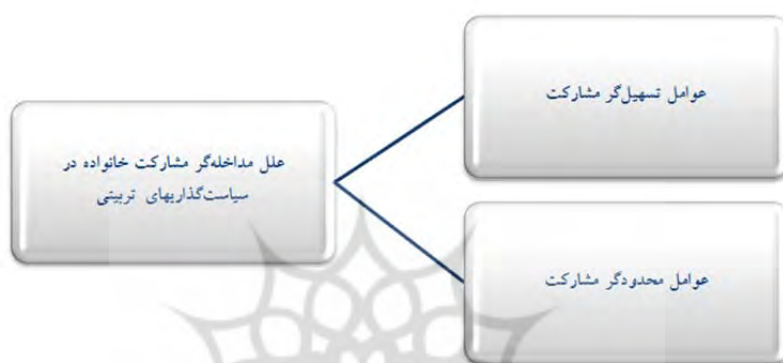 عوامل تسهیل‌گر مشارکت
علل مداخله‌گر مشارکت خانواده در
سیاست‌گذاریهای تربیتی
عوامل محدودگر مشارکت